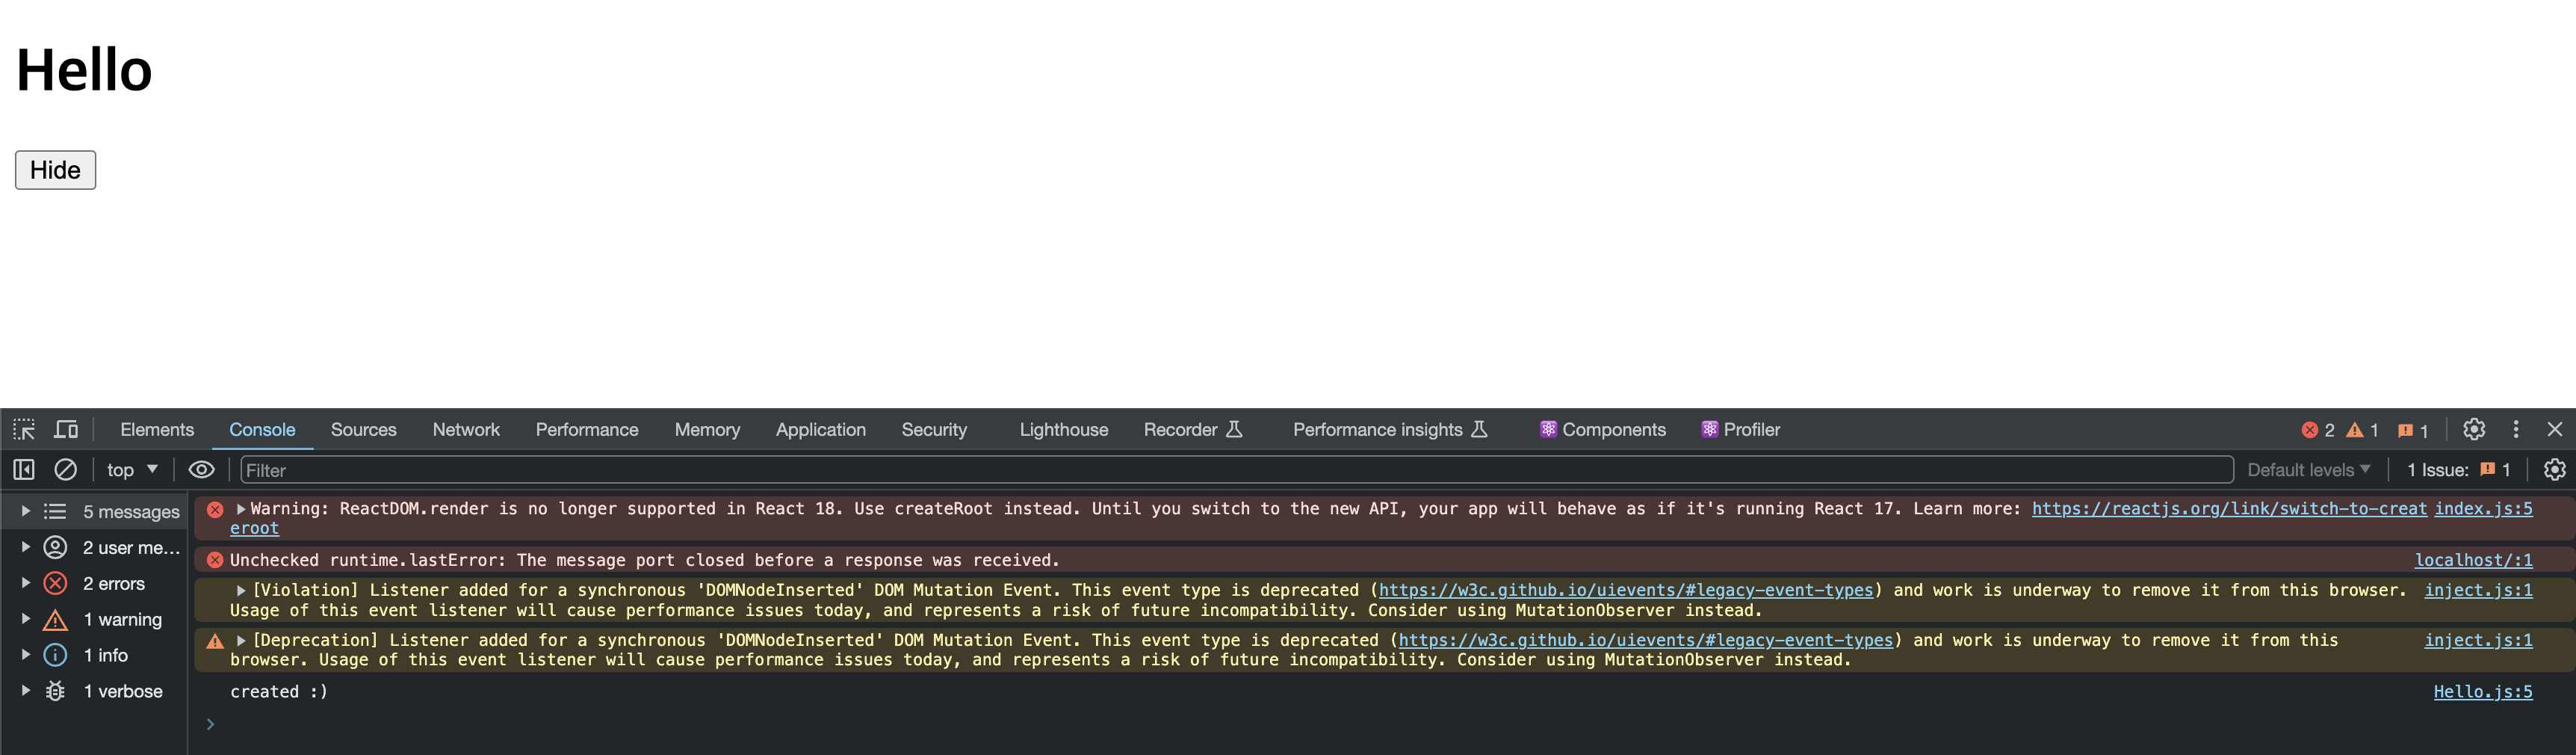 Hello
Hide
Elements Console Sources Network Performance Memory Application Security Lighthouse Recorder Performance insights Components Profiler 2 1 1
top Filter Default levels 1 Issue: 1
5 messages
2 user me...
2 errors
1 warning
1 info
1 verbose
Warning: ReactDOM.render is no longer supported in React 18. Use createRoot instead. Until you switch to the new API, your app will behave as if it's running React 17. Learn more: https://reactjs.org/link/switch-to-creat index.js:5
eroot
Unchecked runtime.lastError: The message port closed before a response was received. localhost/:1
[Violation] Listener added for a synchronous 'DOMNodeInserted' DOM Mutation Event. This event type is deprecated (https://w3c.github.io/uievents/#legacy-event-types) and work is underway to remove it from this browser. inject.js:1
Usage of this event listener will cause performance issues today, and represents a risk of future incompatibility. Consider using MutationObserver instead.
[Deprecation] Listener added for a synchronous 'DOMNodeInserted' DOM Mutation Event. This event type is deprecated (https://w3c.github.io/uievents/#legacy-event-types) and work is underway to remove it from this inject.js:1
browser. Usage of this event listener will cause performance issues today, and represents a risk of future incompatibility. Consider using MutationObserver instead.
created :) Hello.js:5